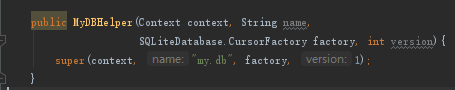 public MyDBHelper(Context context, String name,
SQLiteDatabase.CursorFactory factory, int version){
super(context, name: "my.db", factory, version: 1);
}